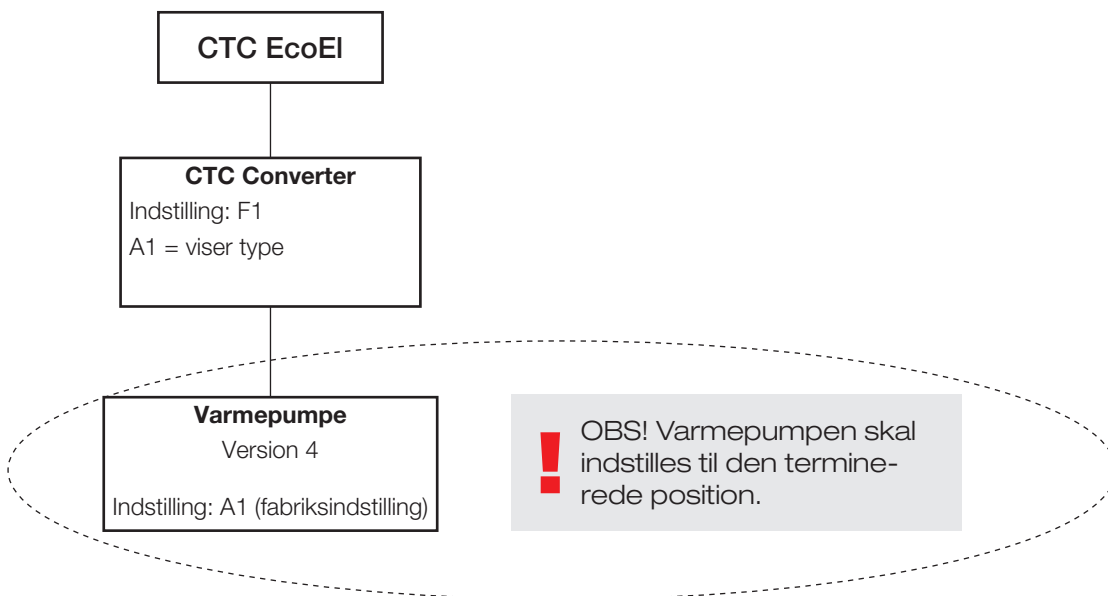 CTC EcoEl
CTC Converter
Indstilling: F1
A1 = viser type
Varmepumpe
Version 4
Indstilling: A1 (fabriksindstilling)
! OBS! Varmepumpen skal
indstilles til den termine-
rede position.